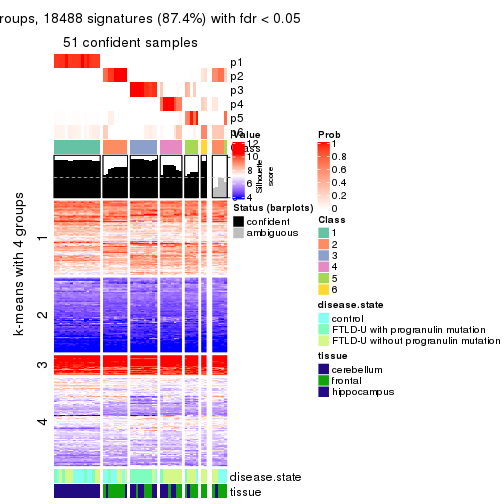 roups, 18488 signatures (87.4%) with fdr < 0.05
51 confident samples
p1
p2
p3
p4
p5
p6
Class
Value
12
10
8
6
4
Silhouette
score
Status (barplots)
confident
ambiguous
Prob
1
0.8
0.6
0.4
0.2
0
Class
1
2
3
4
5
6
disease.state
control
FTLD-U with progranulin mutation
FTLD-U without progranulin mutation
tissue
cerebellum
frontal
hippocampus
k-means with 4 groups
1
2
3
4
disease.state
tissue